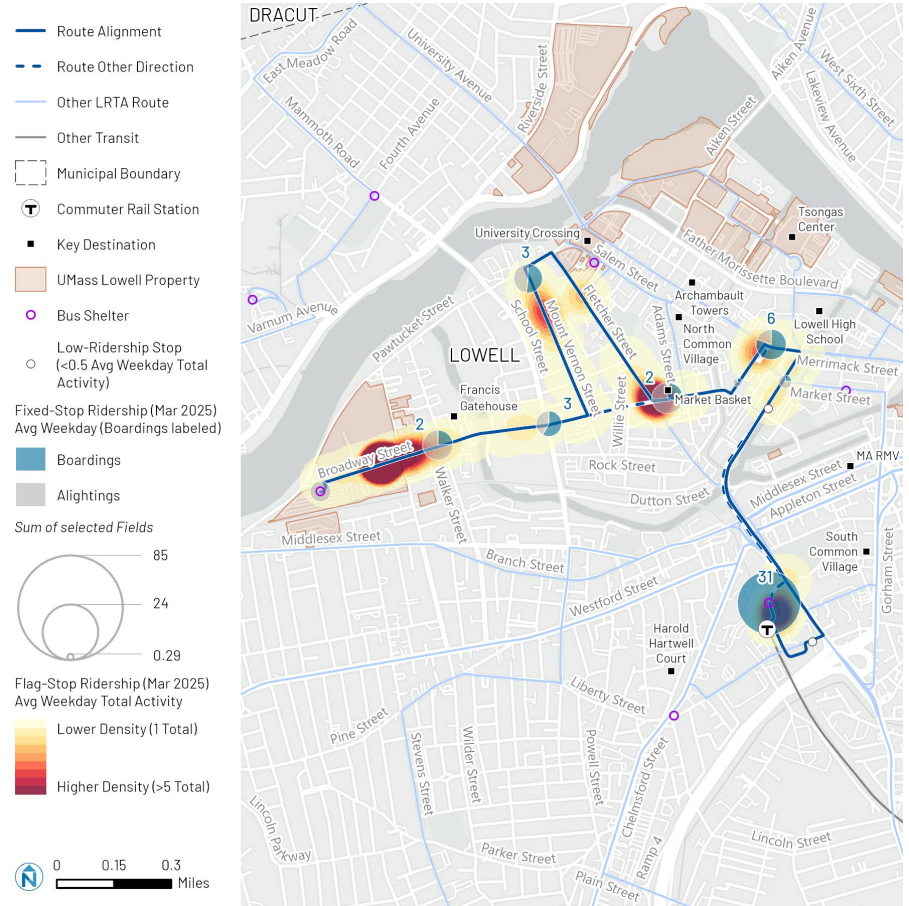 Route Alignment
Route Other Direction
Other LRTA Route
Other Transit
Municipal Boundary
T
Commuter Rail Station
Key Destination
UMass Lowell Property
Bus Shelter
Low-Ridership Stop
(<0.5 Avg Weekday Total
Activity)
Fixed-Stop Ridership (Mar 2025)
Avg Weekday (Boardings labeled)
Boardings
Alightings
Sum of selected Fields
85
24
0.29
Flag-Stop Ridership (Mar 2025)
Avg Weekday Total Activity
Lower Density (1 Total)
Higher Density (>5 Total)
N
0
0.15
0.3
Miles
DRACUT
East Meadow Road
University Avenue
Riverside Street
Aiken Avenue
West Sixth Street
Lakeview Avenue
Mammoth Road
Fourth Avenue
Aiken Street
Tsongas
Center
University Crossing
3
Salem Street
Father Morissette Boulevard
Varnum Avenue
Pawtucket Street
School Street
Mount Vernon Street
Fletcher Street
Adams Street
Archambault
Towers
North
Common
Village
6
Lowell High
School
LOWELL
Merrimack Street
Market Street
2
Market Basket
Francis
Gatehouse
3
Willie Street
2
Broadway Street
Walker Street
Rock Street
MA RMV
Middlesex Street
Appleton Street
Dutton Street
Middlesex Street
Branch Street
South
Common
Village
Gorham Street
Westford Street
31
T
Harold
Hartwell
Court
Liberty Street
Pine Street
Stevens Street
Wilder Street
Powell Street
Chelmsford Street
Ramp 4
Lincoln Street
Lincoln Parkway
Parker Street
Plain Street